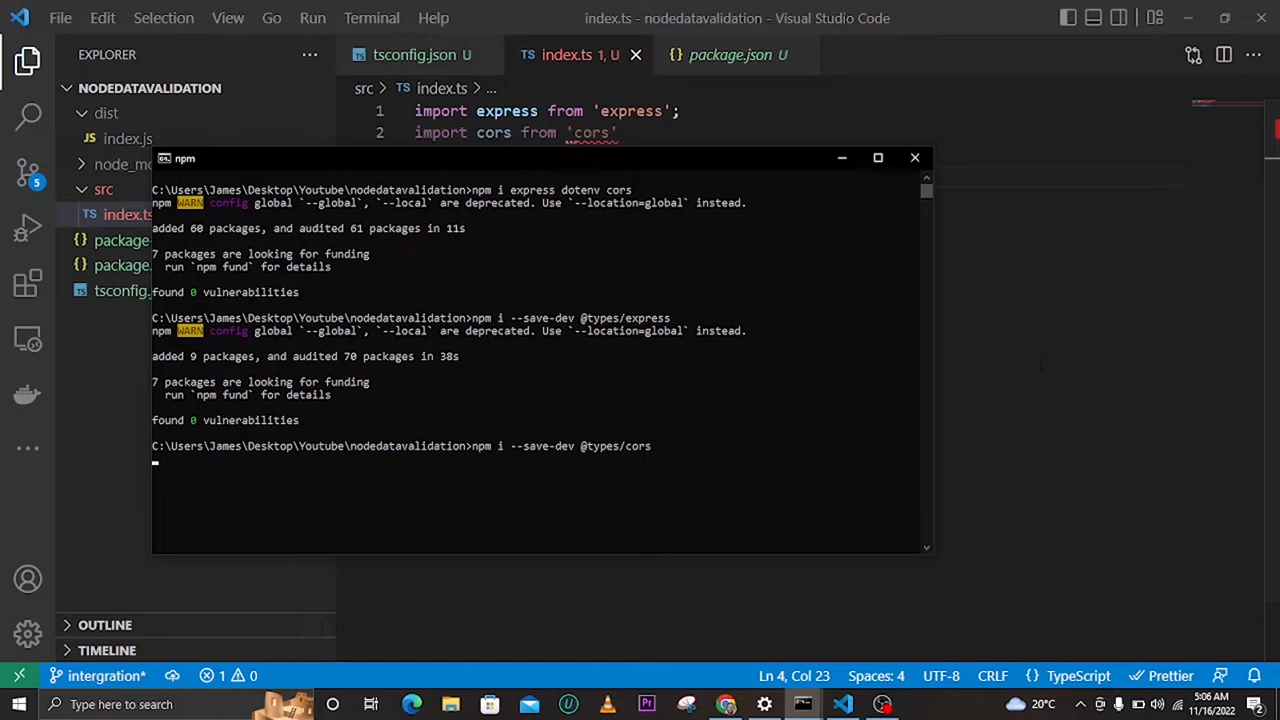 File Edit Selection View Go Run Terminal Help index.ts - nodedatavalidation - Visual Studio Code
EXPLORER
tsconfig.json U
TS index.ts 1, U
{} package.json U
NODEDATAVALIDATION
src > TS index.ts > ...
dist
1 import express from 'express';
JS index.js
2 import cors from 'cors'
node_mo
5
src
TS index.ts
{} package
{} package.
tsconfig.
npm
C:\Users\James\Desktop\Youtube\nodedatavalidation>npm i express dotenv cors
npm WARN config global `--global`, `--local` are deprecated. Use `--location=global` instead.
added 60 packages, and audited 61 packages in 11s
7 packages are looking for funding
run `npm fund` for details
found 0 vulnerabilities
C:\Users\James\Desktop\Youtube\nodedatavalidation>npm i --save-dev @types/express
npm WARN config global `--global`, `--local` are deprecated. Use `--location=global` instead.
added 9 packages, and audited 70 packages in 38s
7 packages are looking for funding
run `npm fund` for details
found 0 vulnerabilities
C:\Users\James\Desktop\Youtube\nodedatavalidation>npm i --save-dev @types/cors
OUTLINE
TIMELINE
intergration* 1 0 Ln 4, Col 23 Spaces: 4 UTF-8 CRLF {} TypeScript Prettier
Type here to search
20°C
5:06 AM
11/16/2022
2